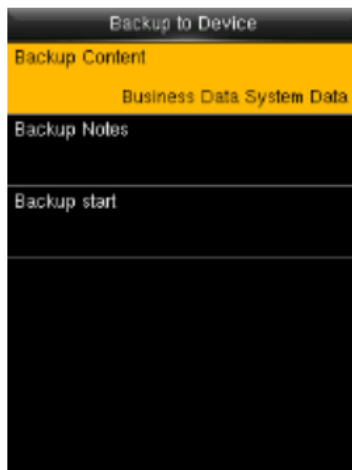 Backup to Device
Backup Content
Business Data System Data
Backup Notes
Backup start